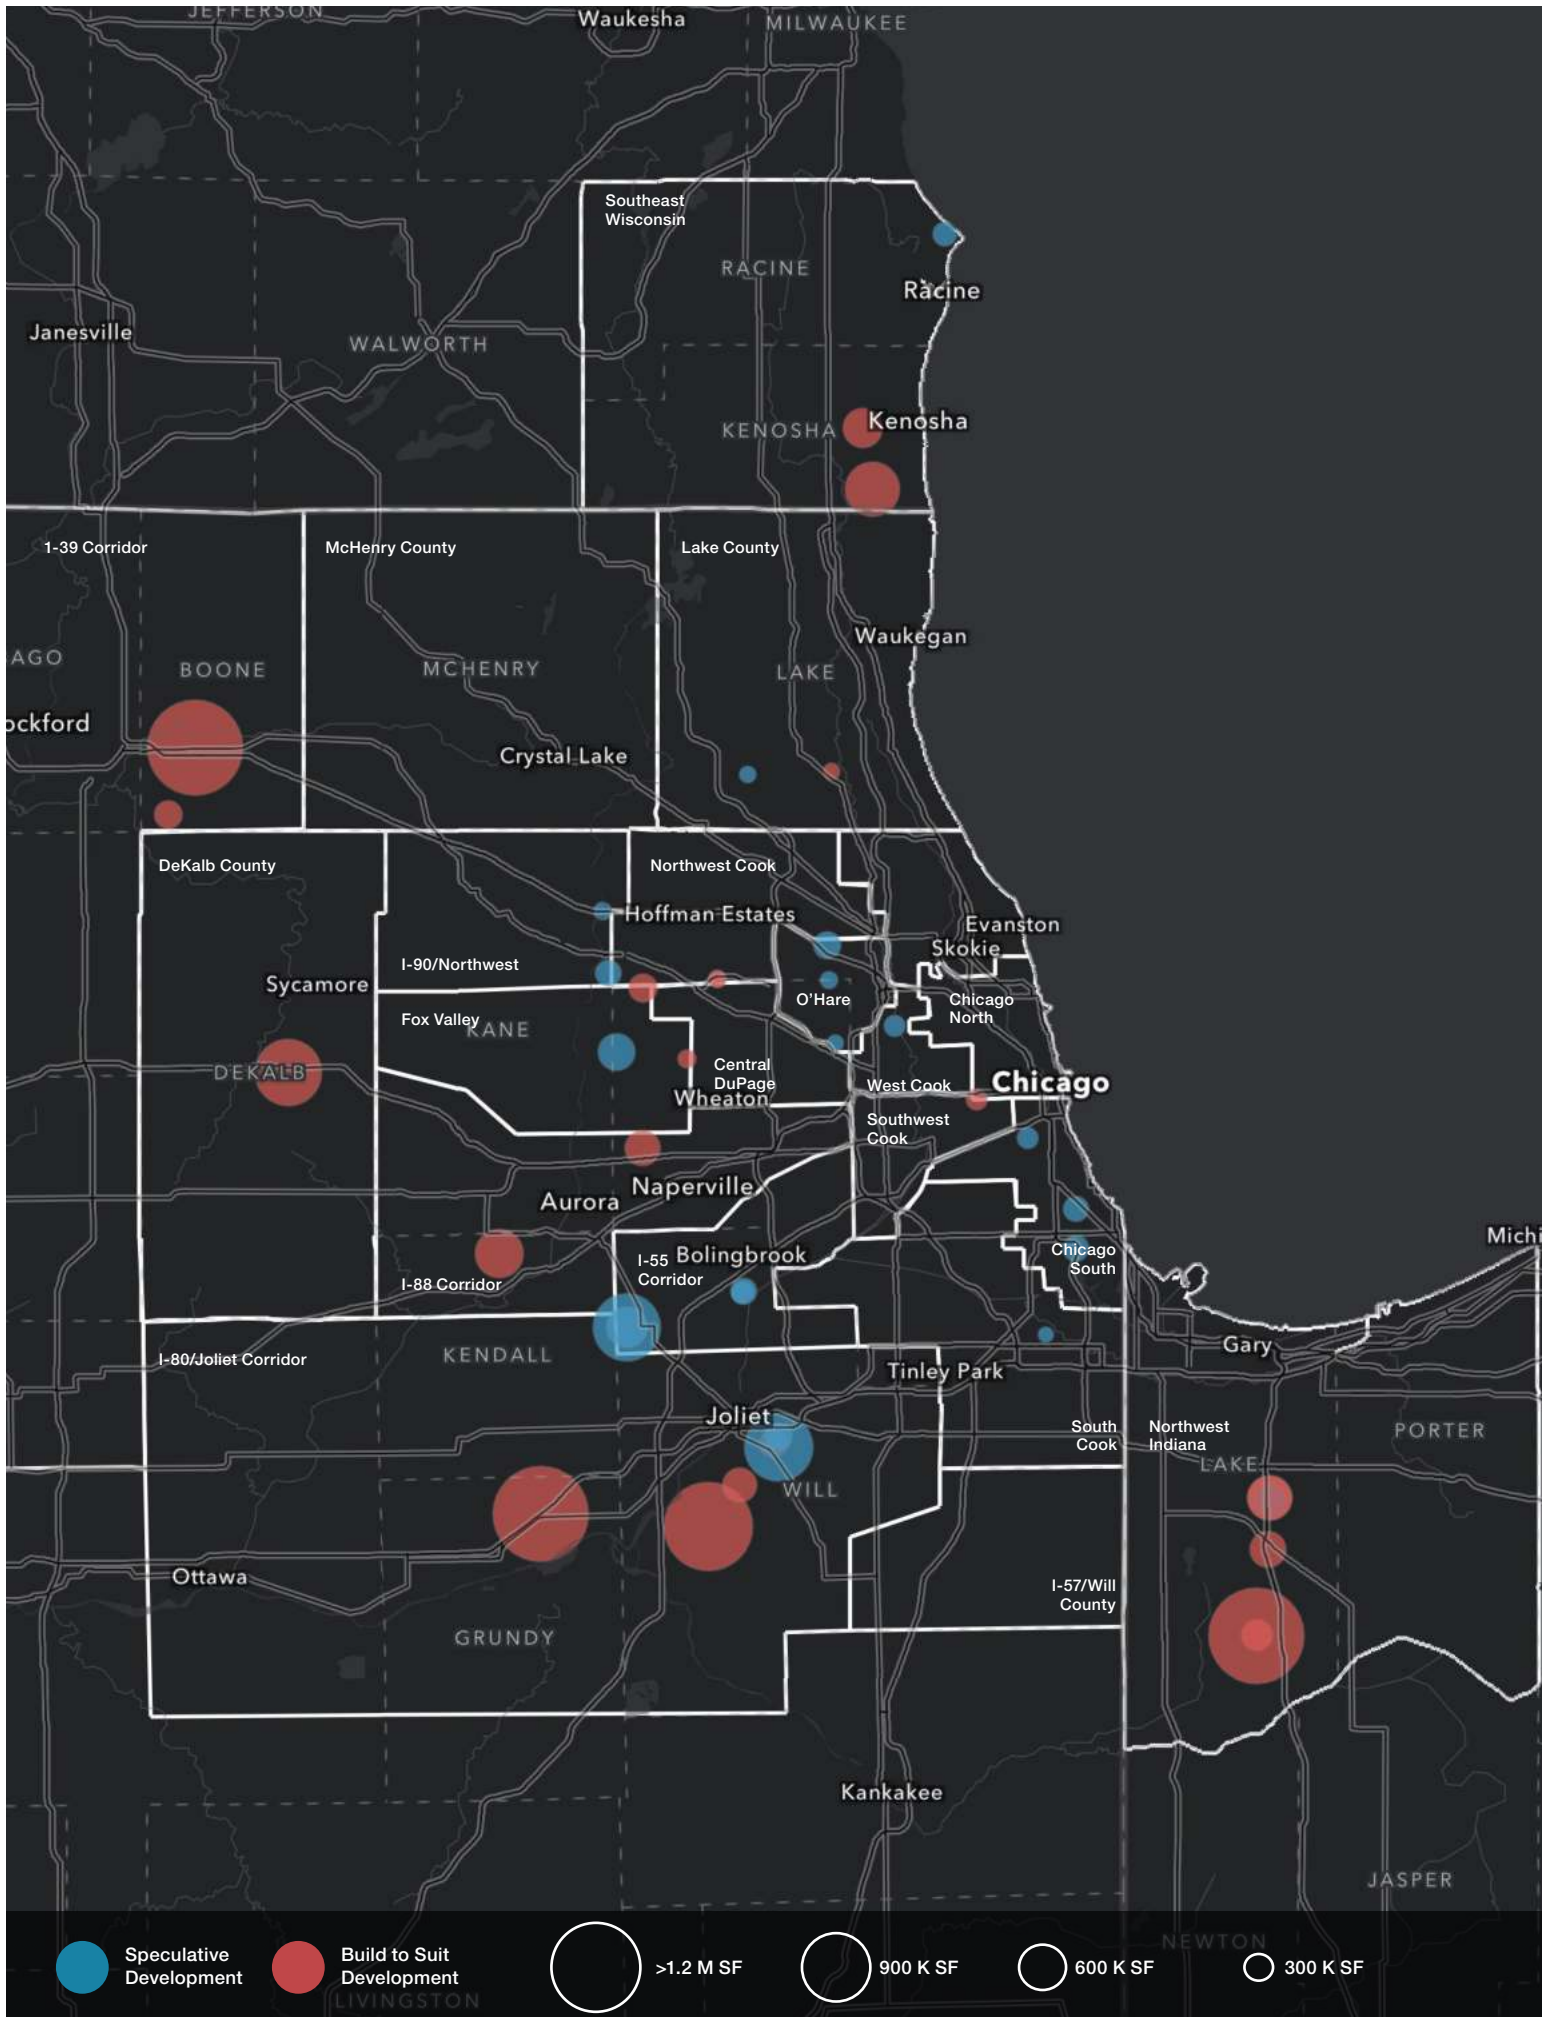 JEFFERSON
Waukesha
MILWAUKEE
Southeast
Wisconsin
RACINE
Racine
Janesville
WALWORTH
KENOSHA
Kenosha
1-39 Corridor
McHenry County
Lake County
Waukegan
AGO
BOONE
MCHENRY
LAKE
ockford
Crystal Lake
DeKalb County
Northwest Cook
Hoffman Estates
Evanston
Skokie
I-90/Northwest
Sycamore
O'Hare
Chicago
North
Fox Valley
KANE
DEKALB
Central
DuPage
Wheaton
West Cook
Chicago
Southwest
Cook
Naperville
Aurora
I-55
Corridor
Bolingbrook
Chicago
South
Michi
I-88 Corridor
I-80/Joliet Corridor
KENDALL
Gary
Tinley Park
Joliet
South
Cook
Northwest
Indiana
PORTER
LAKE
WILL
Ottawa
I-57/Will
County
GRUNDY
Kankakee
JASPER
NEWTON
Speculative
Development
Build to Suit
Development
>1.2 M SF
900 K SF
600 K SF
300 K SF
LIVINGSTON